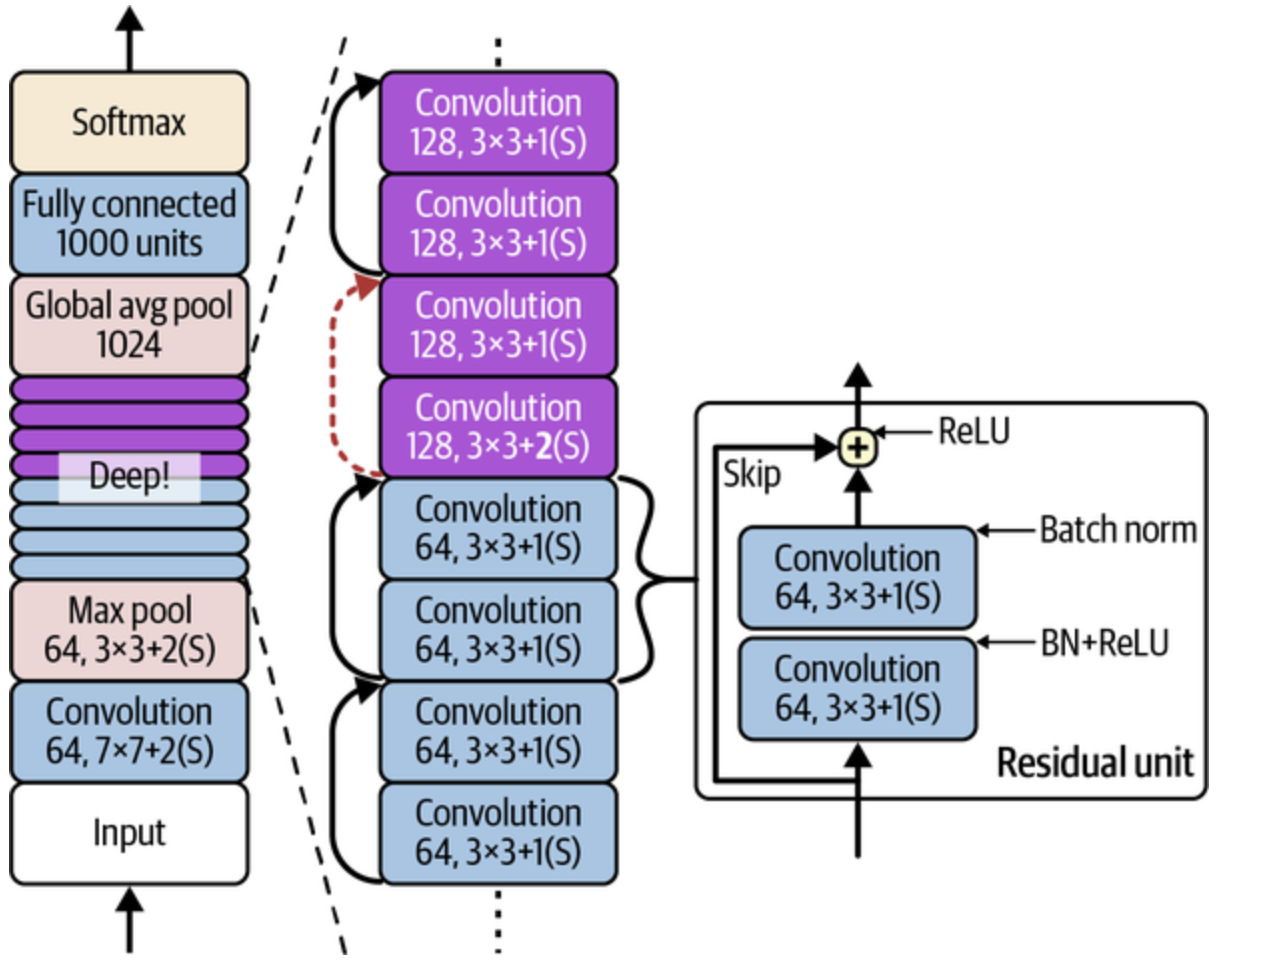 Softmax
Fully connected
1000 units
Global avg pool
1024
Deep!
Max pool
64, 3×3+2(S)
Convolution
64, 7×7+2(S)
Input
Convolution
128, 3×3+1(S)
Convolution
128, 3×3+1(S)
Convolution
128, 3×3+1(S)
Convolution
128, 3×3+2(S)
Convolution
64, 3×3+1(S)
Convolution
64, 3×3+1(S)
Convolution
64, 3×3+1(S)
Convolution
64, 3×3+1(S)
+
ReLU
Skip
Batch norm
Convolution
64, 3×3+1(S)
BN+ReLU
Convolution
64, 3×3+1(S)
Residual unit